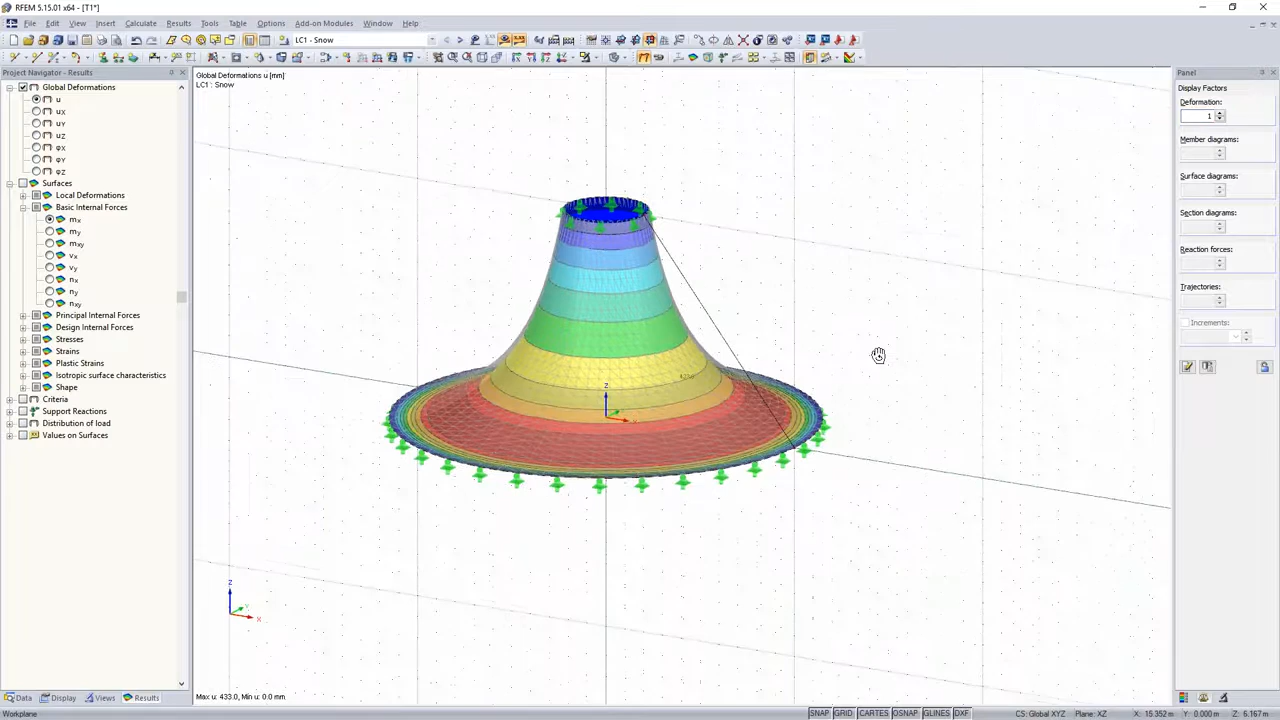 RFEM 5.15.01 x64 - [T1*]
File Edit View Insert Calculate Results Tools Table Options Add-on Modules Window Help
LC1 - Snow
Project Navigator - Results
Global Deformations
u
ux
uY
uz
φx
φY
φZ
Surfaces
Local Deformations
Basic Internal Forces
mx
my
mxy
vx
vy
nx
ny
nxy
Principal Internal Forces
Design Internal Forces
Stresses
Strains
Plastic Strains
Isotropic surface characteristics
Shape
Criteria
Support Reactions
Distribution of load
Values on Surfaces
Data Display Views Results
Workplane
Global Deformations u [mm]
LC1 : Snow
Z
X
Z
Y
X
Max u: 433.0, Min u: 0.0 mm
Panel
Display Factors
Deformation:
1
Member diagrams:
Surface diagrams:
Section diagrams:
Reaction forces:
Trajectories:
Increments:
SNAP GRID CARTES OSNAP GLINES DXF CS: Global XYZ Plane: XZ X: 15.352 m Y: 0.000 m Z: 6.167 m